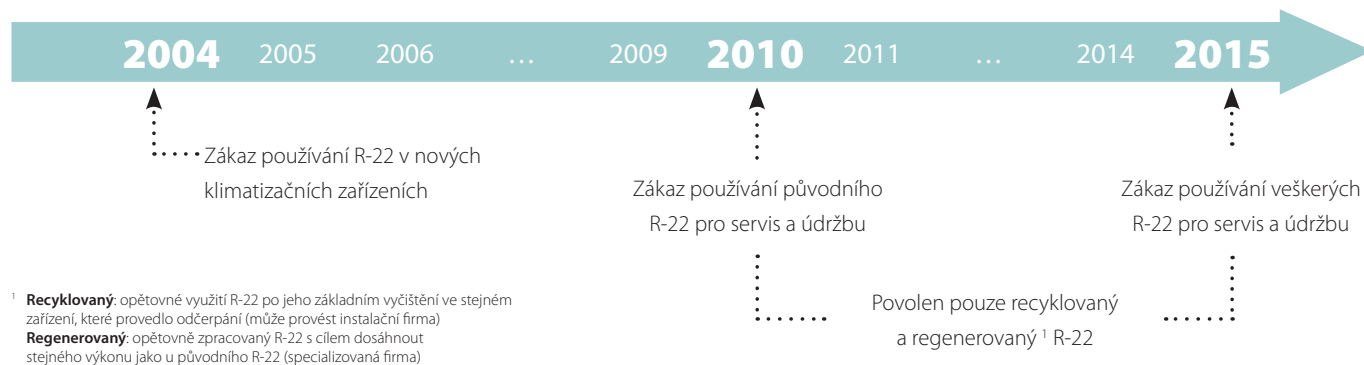 2004 2005 2006 ... 2009 2010 2011 ... 2014 2015
Zákaz používání R-22 v nových
klimatizačních zařízeních
Zákaz používání původního
R-22 pro servis a údržbu
Zákaz používání veškerých
R-22 pro servis a údržbu
Povolen pouze recyklovaný
a regenerovaný ¹ R-22
¹ Recyklovaný: opětovné využití R-22 po jeho základním vyčištění ve stejném
zařízení, které provedlo odčerpání (může provést instalační firma)
Regenerovaný: opětovně zpracovaný R-22 s cílem dosáhnout
stejného výkonu jako u původního R-22 (specializovaná firma)